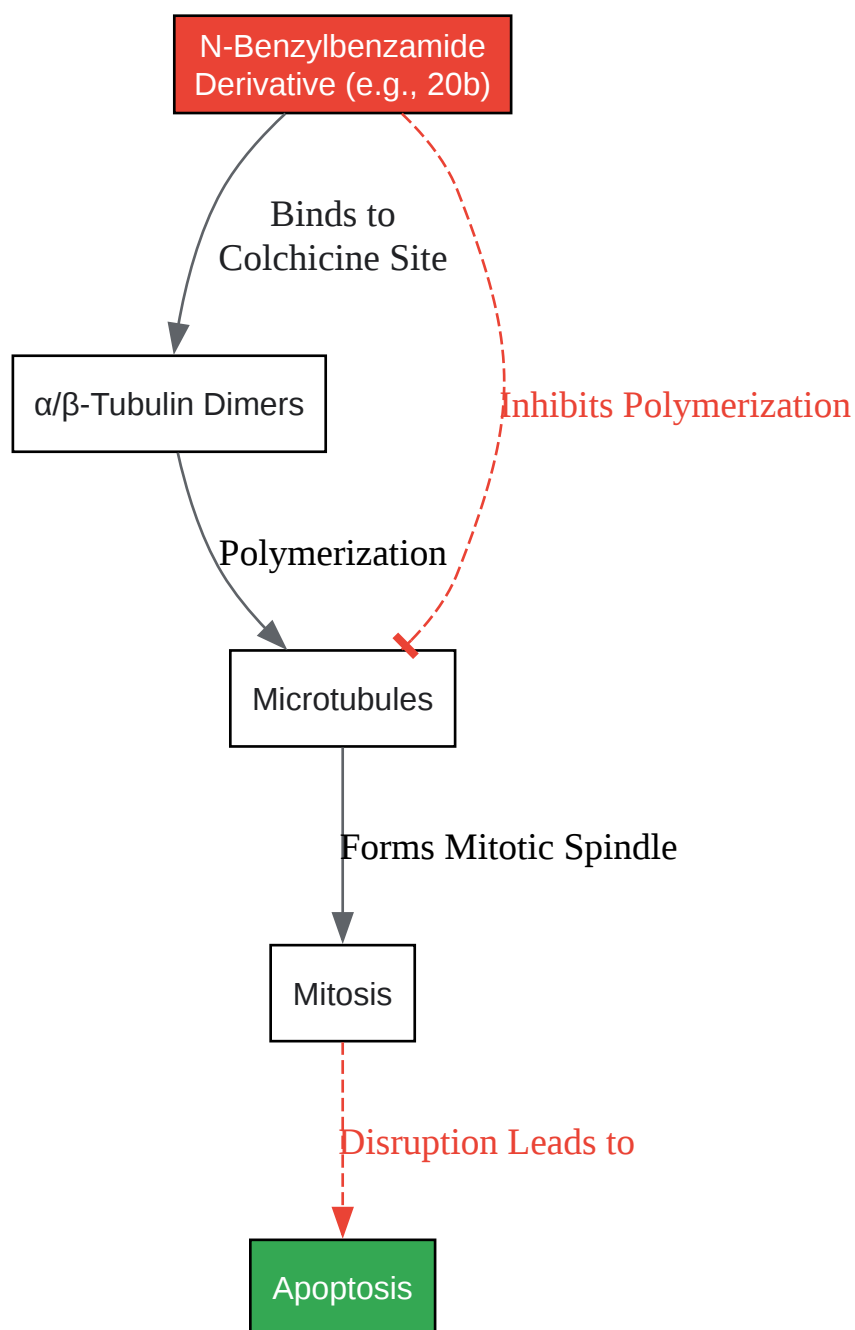 N-Benzylbenzamide
Derivative (e.g., 20b)
Binds to
Colchicine Site
α/β-Tubulin Dimers
Inhibits Polymerization
Polymerization
Microtubules
Forms Mitotic Spindle
Mitosis
Disruption Leads to
Apoptosis